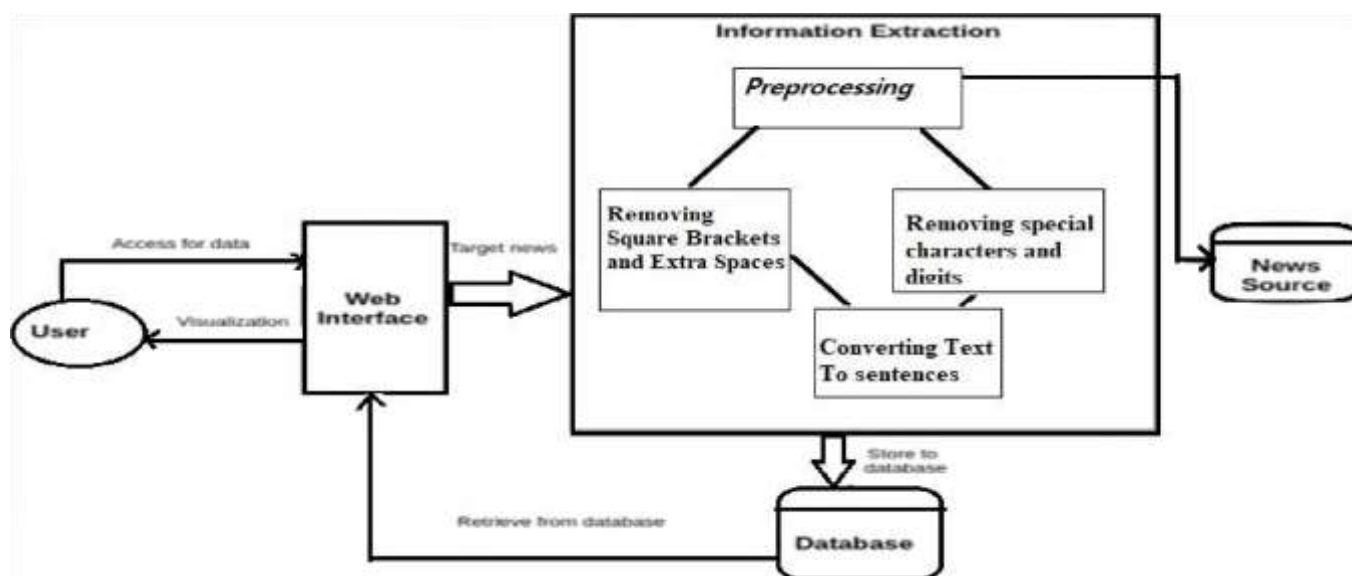 Information Extraction
Preprocessing
Removing
Square Brackets
and Extra Spaces
Removing special
characters and
digits
Converting Text
To sentences
Access for data
Target news
Web
Interface
User
Visualization
News
Source
Store to
database
Retrieve from database
Database